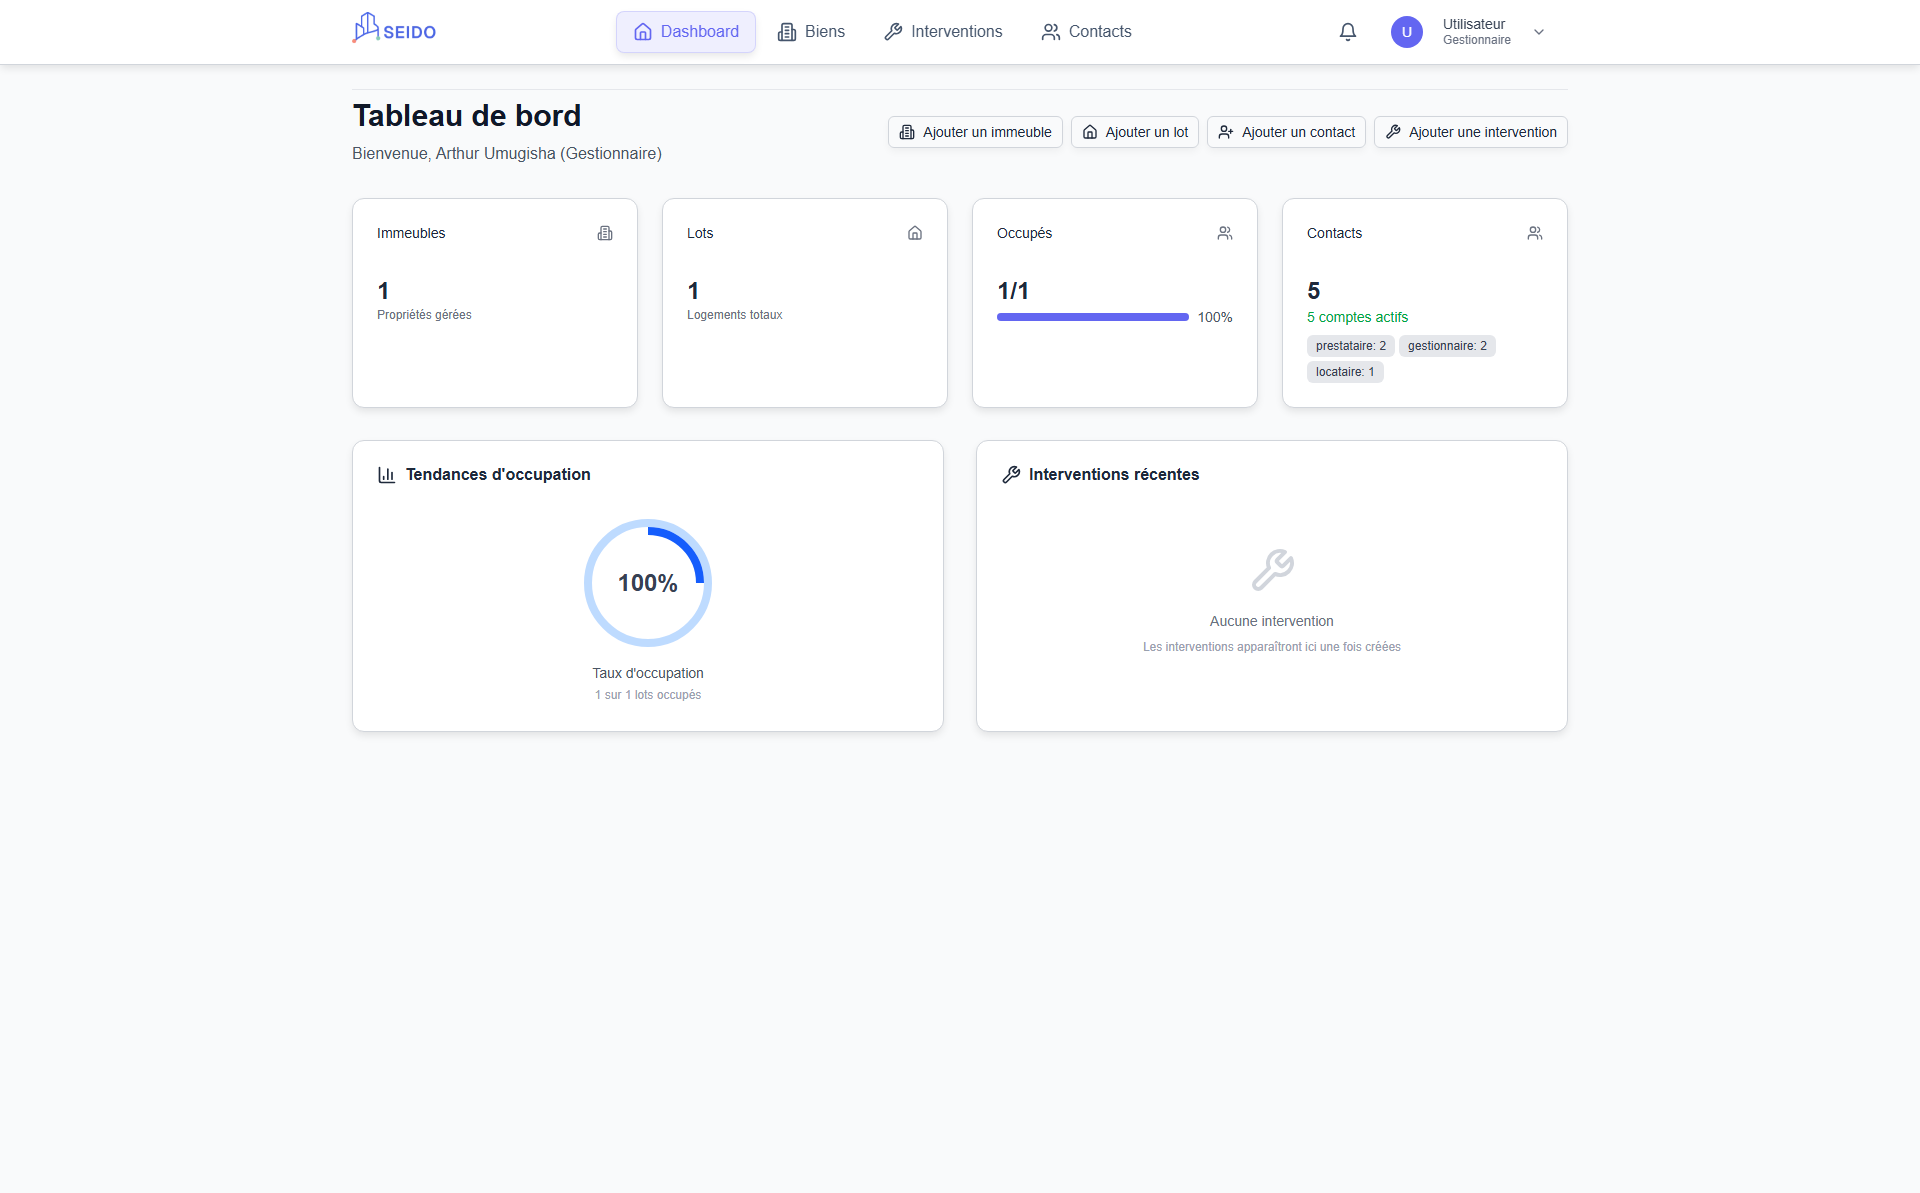 SEIDO
Dashboard
Biens
Interventions
Contacts
U
Utilisateur
Gestionnaire
Tableau de bord
Bienvenue, Arthur Umugisha (Gestionnaire)
Ajouter un immeuble
Ajouter un lot
Ajouter un contact
Ajouter une intervention
Immeubles
1
Propriétés gérées
Lots
1
Logements totaux
Occupés
1/1
100%
Contacts
5
5 comptes actifs
prestataire: 2
gestionnaire: 2
locataire: 1
Tendances d'occupation
100%
Taux d'occupation
1 sur 1 lots occupés
Interventions récentes
Aucune intervention
Les interventions apparaîtront ici une fois créées